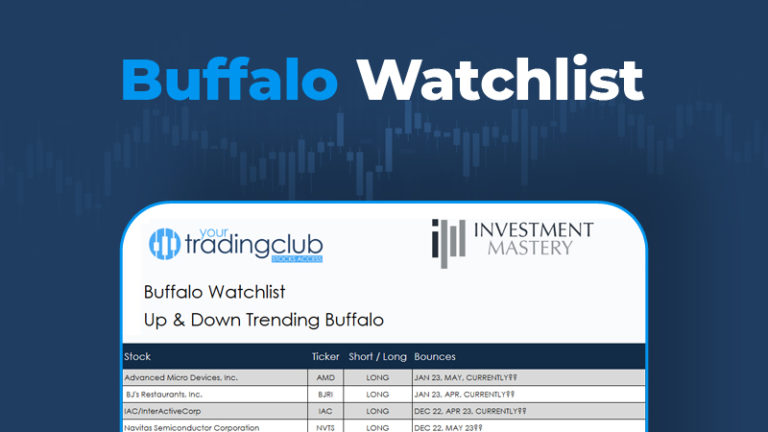 Buffalo Watchlist
your
tradingclub
STOCKS ACCESS
INVESTMENT
MASTERY
Buffalo Watchlist
Up & Down Trending Buffalo
Stock Ticker Short / Long Bounces
Advanced Micro Devices, Inc. AMD LONG JAN 23, MAY, CURRENTLY??
BJ's Restaurants, Inc. BJRI LONG JAN 23, APR, CURRENTLY??
IAC/InterActiveCorp IAC LONG DEC 22, APR 23, CURRENTLY??
Navitas Semiconductor Corporation NVTS LONG DEC 22, MAY 23??